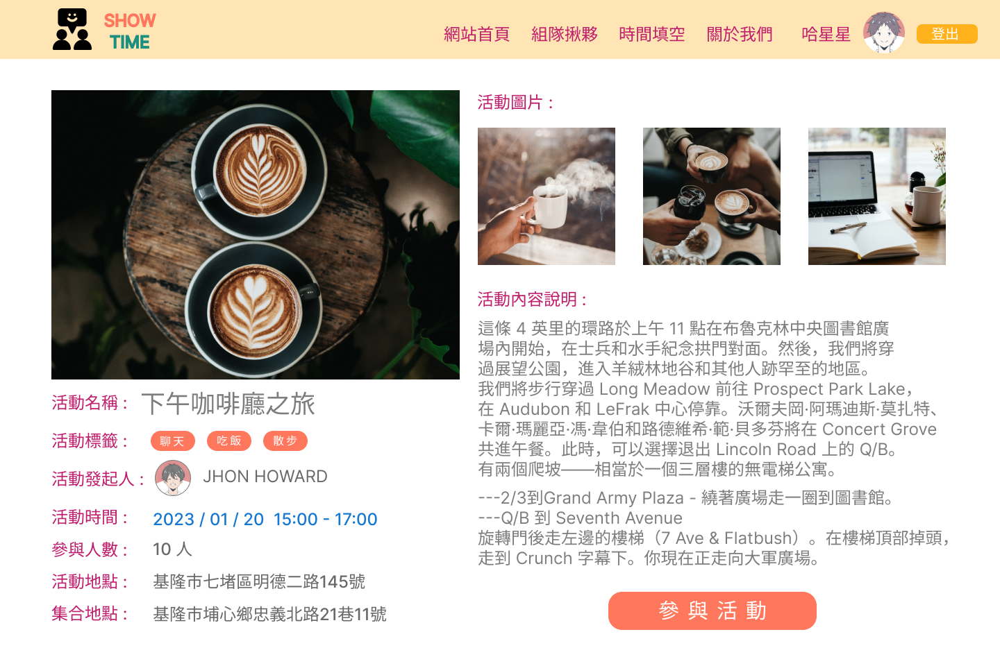 SHOW
TIME
網站首頁 組隊揪夥 時間填空 關於我們 哈星星 登出
活動名稱 : 下午咖啡廳之旅
活動標籤 : 聊天 吃飯 散步
活動發起人 : JHON HOWARD
活動時間 : 2023 / 01 / 20 15:00 - 17:00
參與人數 : 10 人
活動地點 : 基隆市七堵區明德二路145號
集合地點 : 基隆市埔心鄉忠義北路21巷11號
活動圖片 :
活動內容說明 :
這條 4 英里的環路於上午 11 點在布魯克林中央圖書館廣
場內開始，在士兵和水手紀念拱門對面。然後，我們將穿
過展望公園，進入羊絨林地谷和其他人跡罕至的地區。
我們將步行穿過 Long Meadow 前往 Prospect Park Lake，
在 Audubon 和 LeFrak 中心停靠。沃爾夫岡·阿瑪迪斯·莫扎特、
卡爾·瑪麗亞·馮·韋伯和路德維希·範·貝多芬將在 Concert Grove
共進午餐。此時，可以選擇退出 Lincoln Road 上的 Q/B。
有兩個爬坡——相當於一個三層樓的無電梯公寓。
---2/3到Grand Army Plaza - 繞著廣場走一圈到圖書館。
---Q/B 到 Seventh Avenue
旋轉門後走左邊的樓梯（7 Ave & Flatbush）。在樓梯頂部掉頭，
走到 Crunch 字幕下。你現在正走向大軍廣場。
參與活動